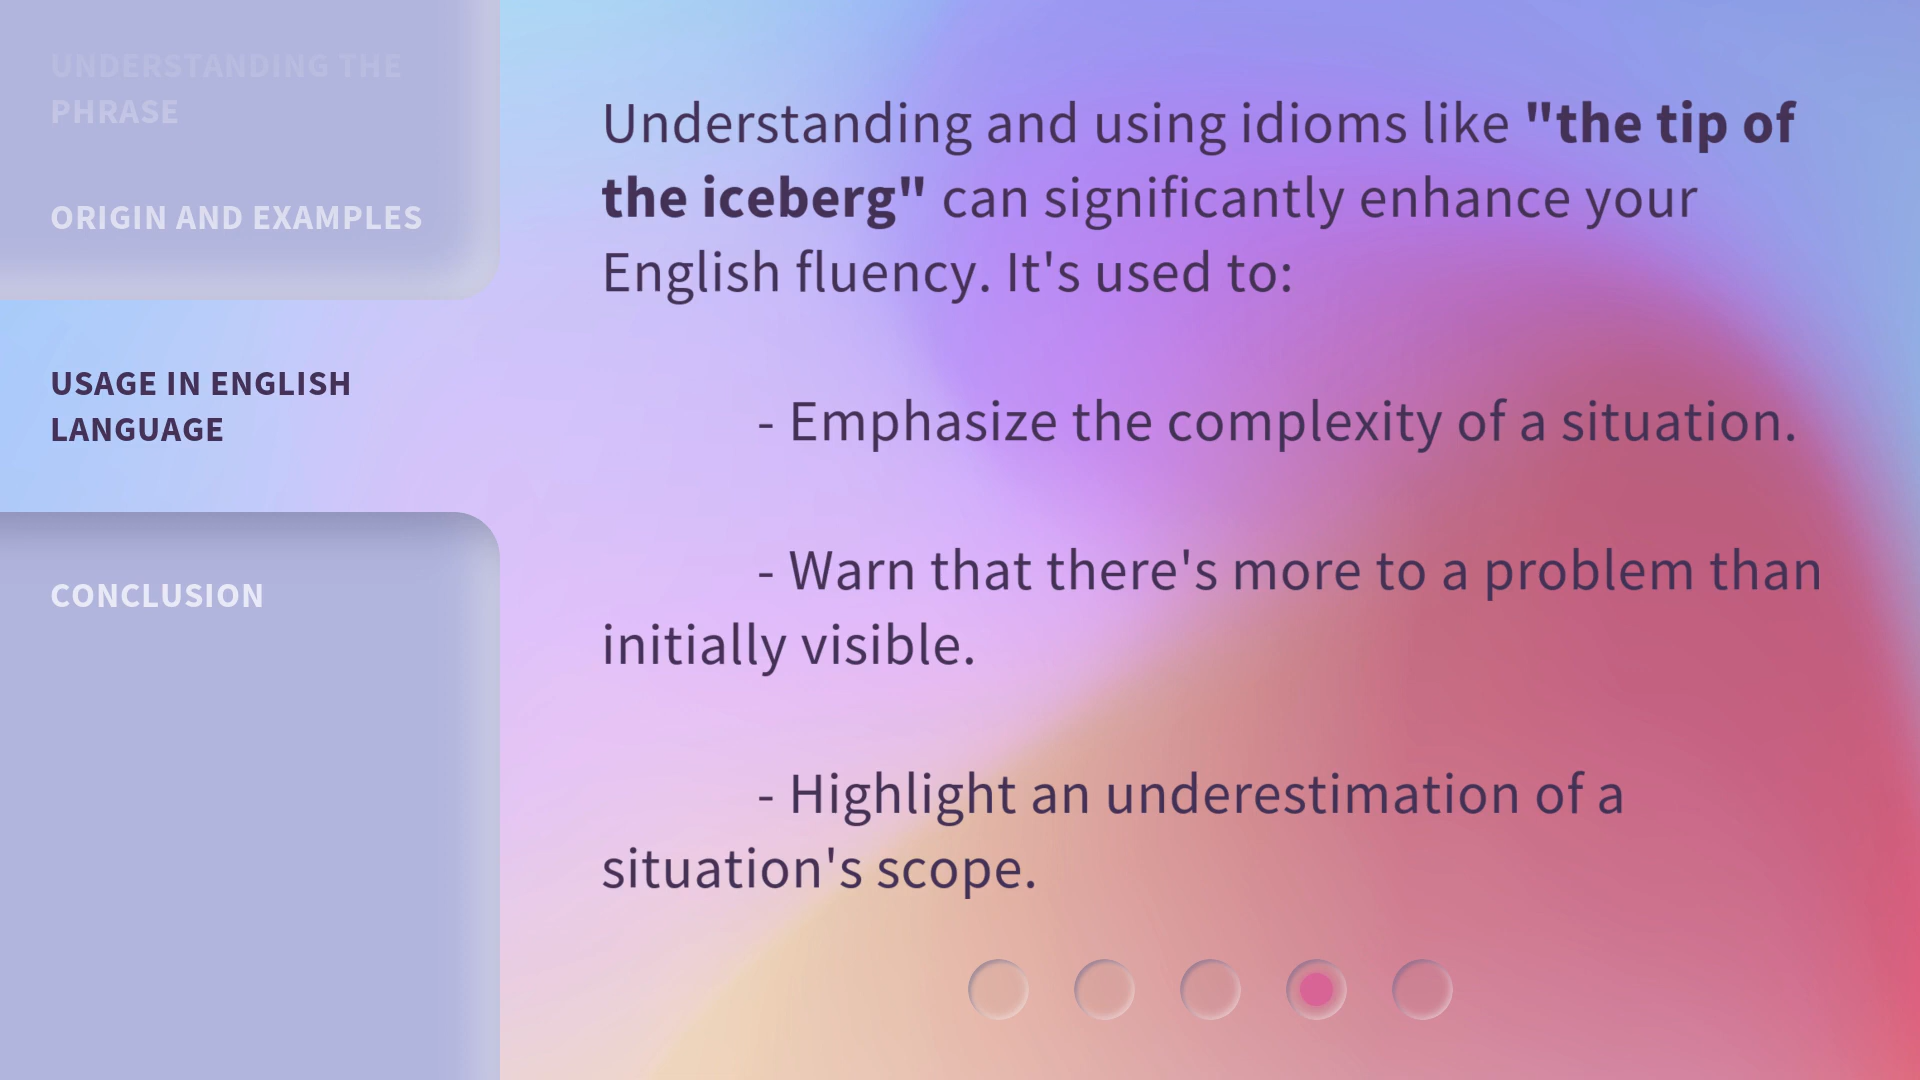 UNDERSTANDING THE
PHRASE
ORIGIN AND EXAMPLES
USAGE IN ENGLISH
LANGUAGE
CONCLUSION
Understanding and using idioms like "the tip of
the iceberg" can significantly enhance your
English fluency. It's used to:
- Emphasize the complexity of a situation.
- Warn that there's more to a problem than
initially visible.
- Highlight an underestimation of a
situation's scope.